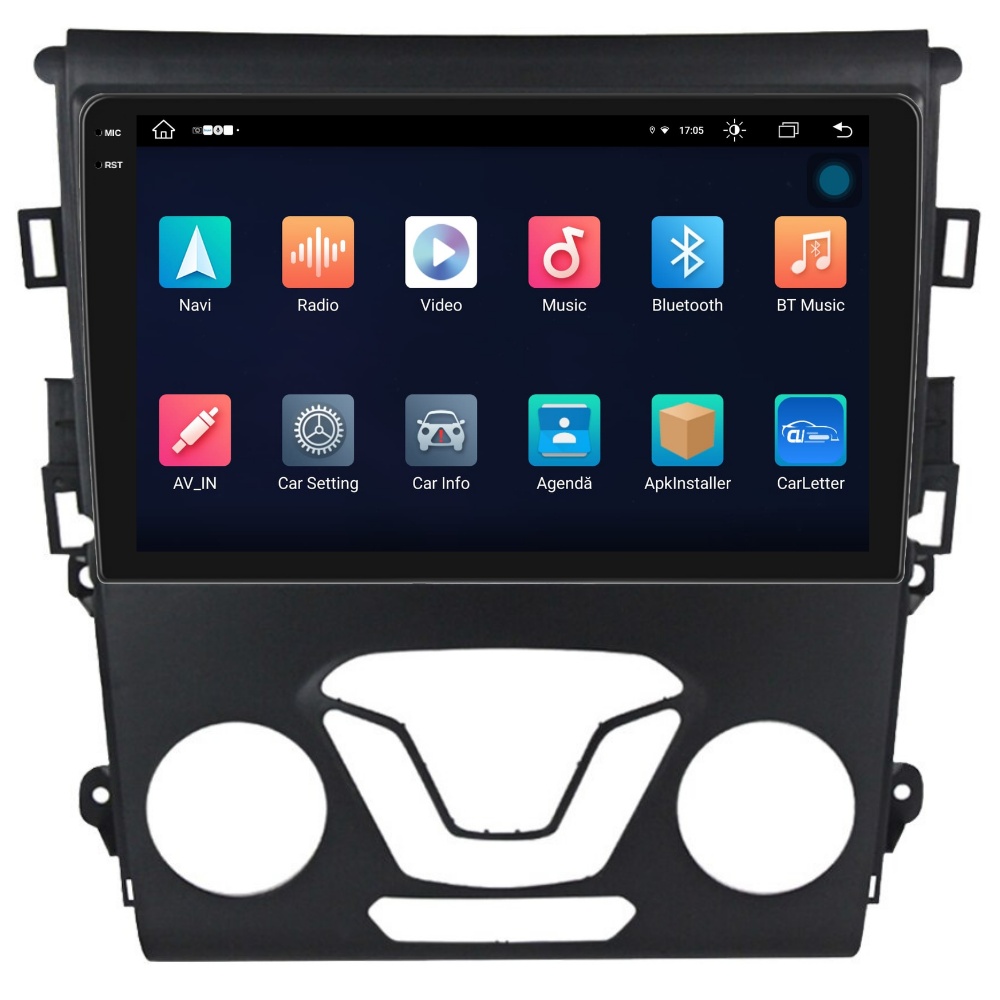 MIC
17:05
RST
Navi
Radio
Video
Music
Bluetooth
BT Music
AV_IN
Car Setting
Car Info
Agendă
ApkInstaller
CarLetter